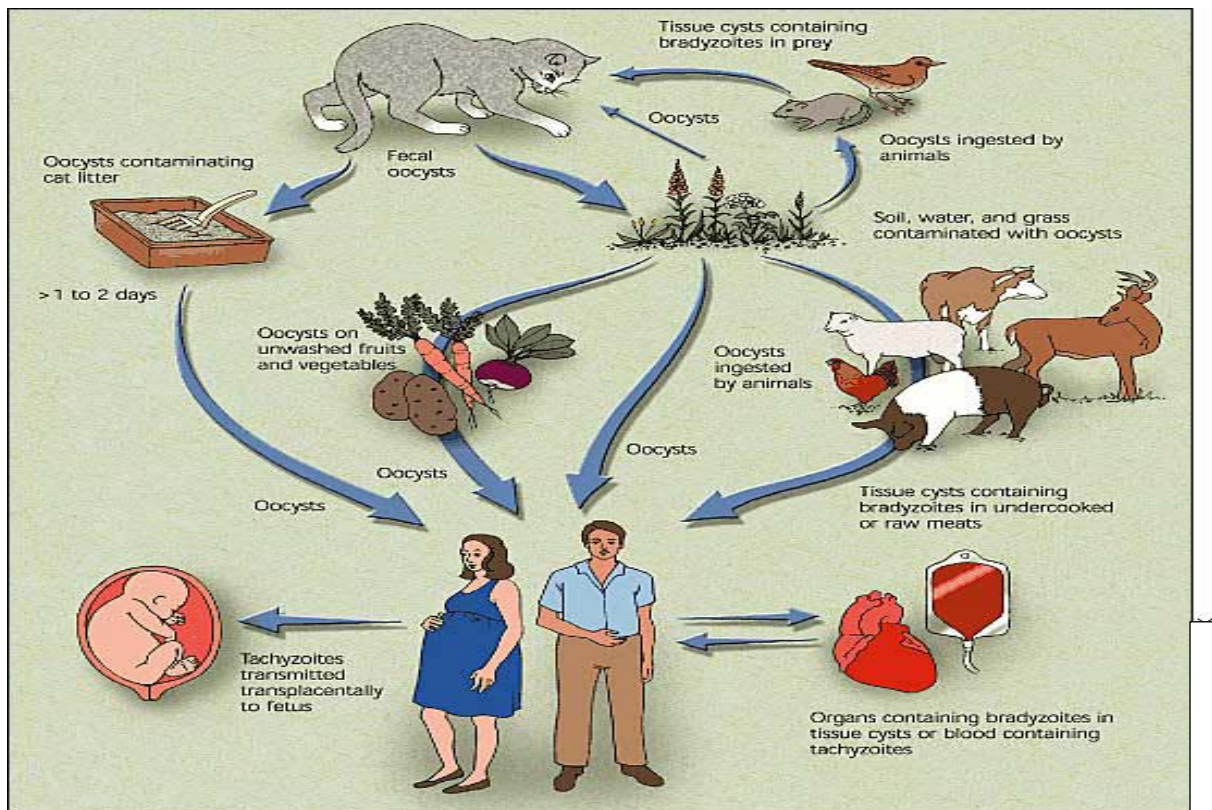 Tissue cysts containing
bradyzoites in prey
Oocysts
Oocysts ingested by
animals
Oocysts contaminating
cat litter
Fecal
oocysts
Soil, water, and grass
contaminated with oocysts
>1 to 2 days
Oocysts on
unwashed fruits
and vegetables
Oocysts
ingested
by animals
Oocysts
Oocysts
Oocysts
Tissue cysts containing
bradyzoites in undercooked
or raw meats
Tachyzoites
transmitted
transplacentally
to fetus
Organs containing bradyzoites in
tissue cysts or blood containing
tachyzoites